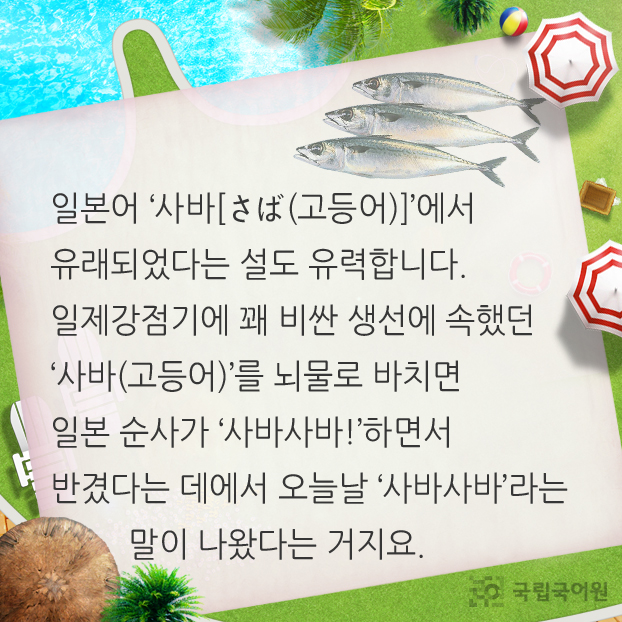 일본어 ‘사바[さば(고등어)]’에서
유래되었다는 설도 유력합니다.
일제강점기에 꽤 비싼 생선에 속했던
‘사바(고등어)’를 뇌물로 바치면
일본 순사가 ‘사바사바!’하면서
반겼다는 데에서 오늘날 ‘사바사바’라는
말이 나왔다는 거지요.
국립국어원